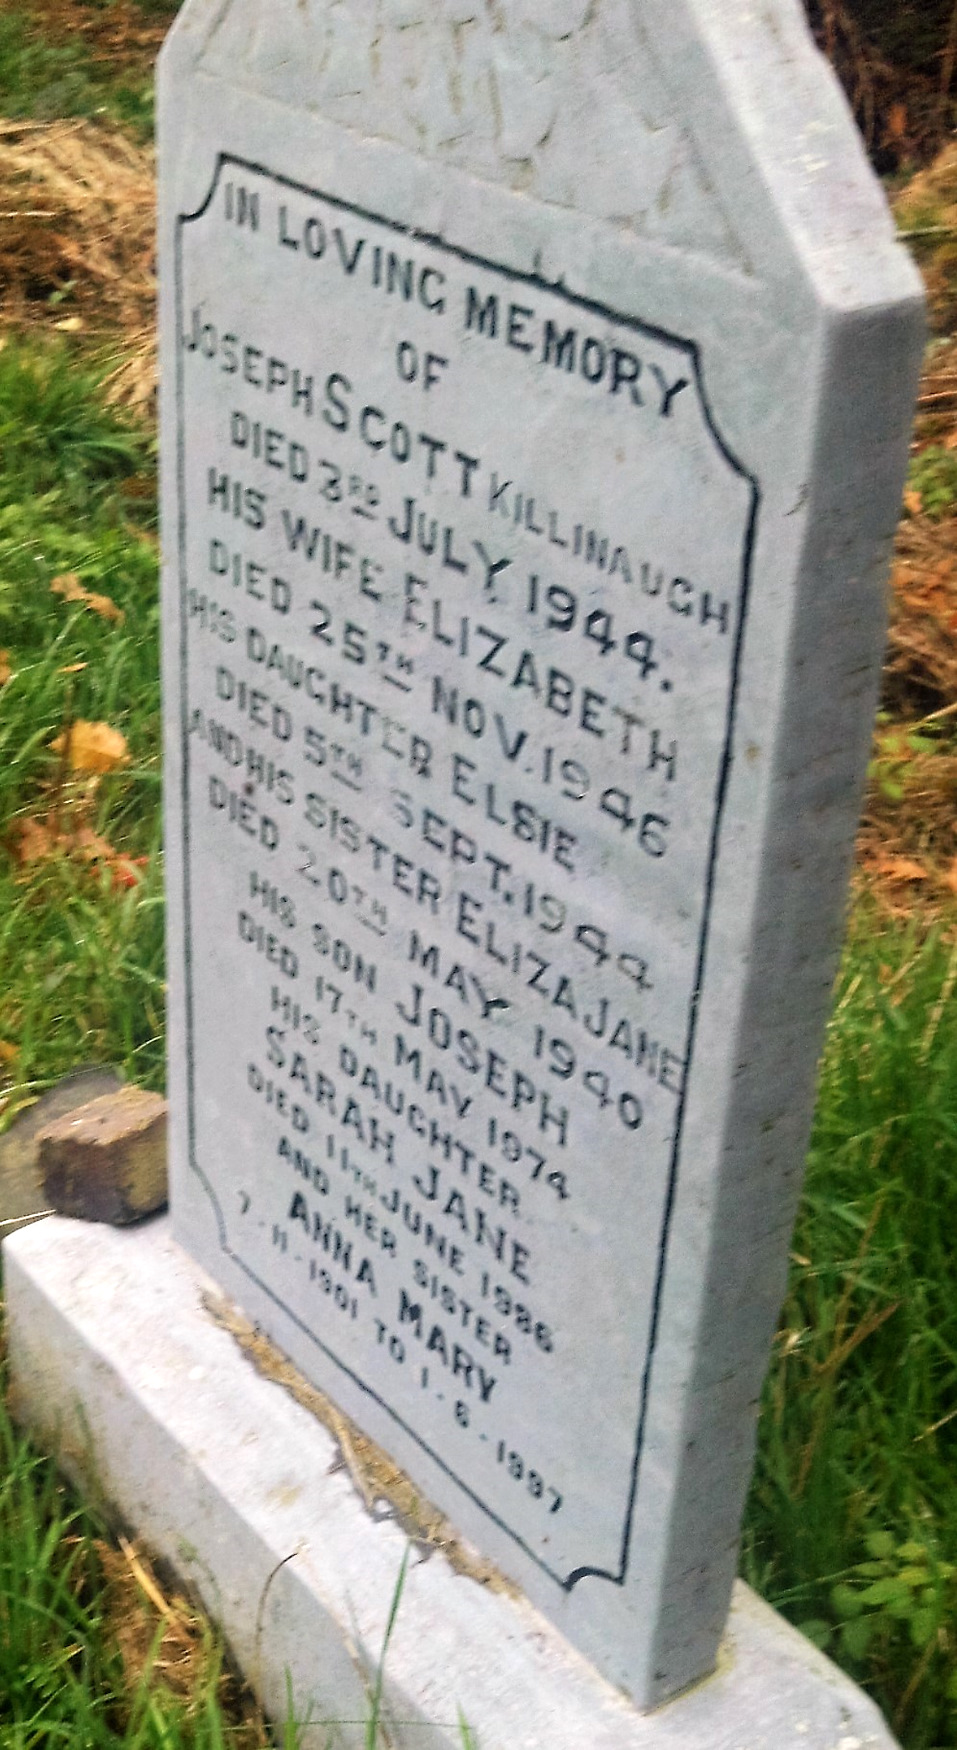 IN LOVING MEMORY
OF
JOSEPH SCOTT KILLINAUGH
DIED 3RD JULY 1944.
HIS WIFE ELIZABETH
DIED 25TH NOV. 1946
HIS DAUGHTER ELSIE
DIED 5TH SEPT. 1944
AND HIS SISTER ELIZA JANE
DIED 20TH MAY 1940
HIS SON JOSEPH
DIED 17TH MAY 1974
HIS DAUGHTER
SARAH JANE
DIED 11TH JUNE 1986
AND HER SISTER
ANNA MARY
7-11-1901 TO 1-6-1997